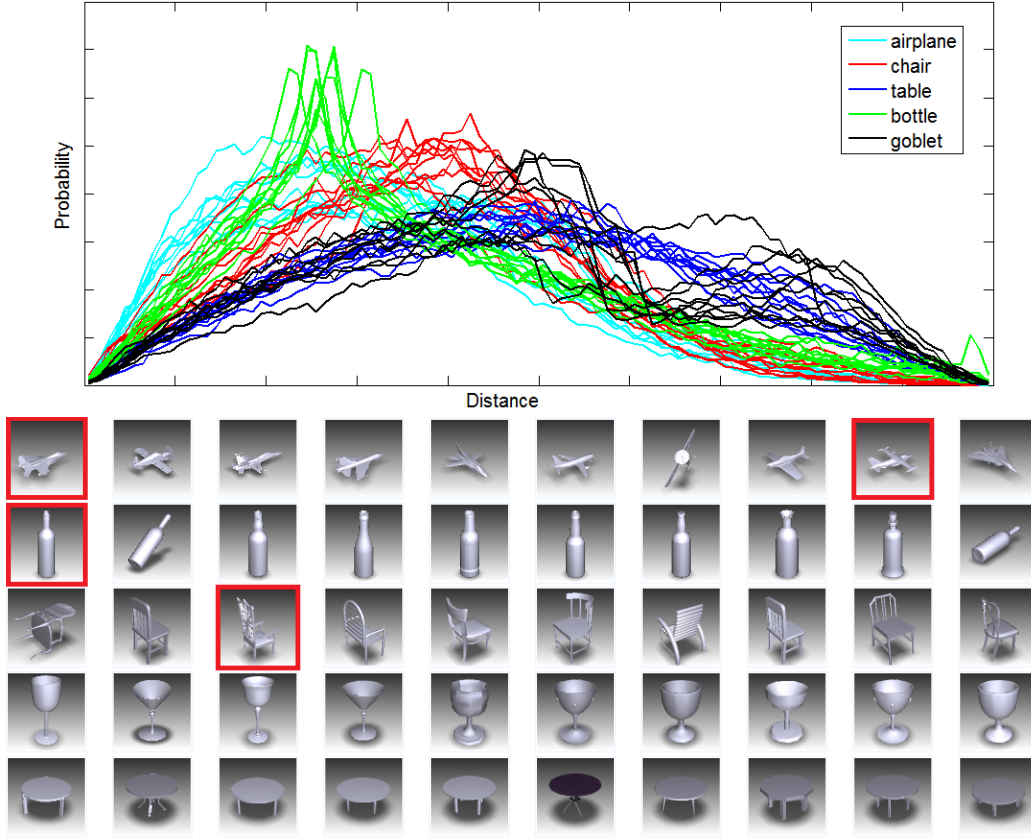 airplane
chair
table
bottle
goblet
Probability
Distance